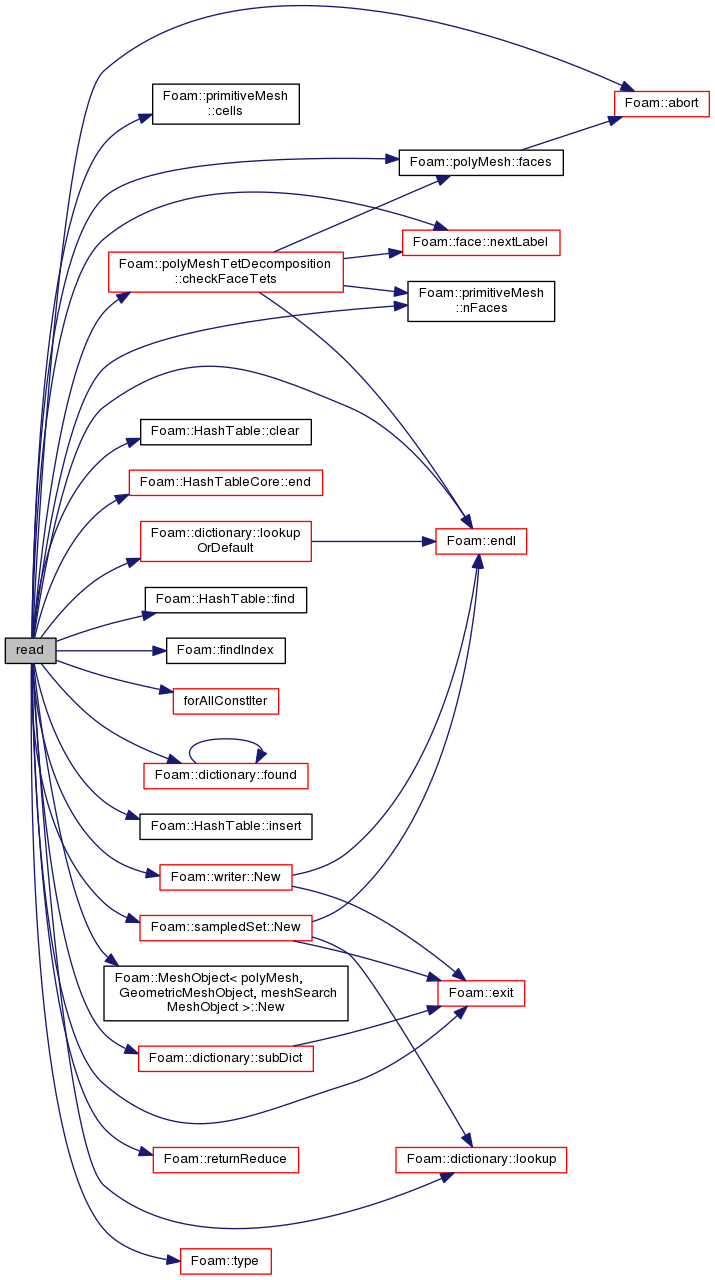 Foam::primitiveMesh
::cells
Foam::abort
Foam::polyMesh::faces
Foam::face::nextLabel
Foam::polyMeshTetDecomposition
::checkFaceTets
Foam::primitiveMesh
::nFaces
Foam::HashTable::clear
Foam::HashTableCore::end
Foam::dictionary::lookup
OrDefault
Foam::endl
Foam::HashTable::find
read
Foam::findIndex
forAllConstIter
Foam::dictionary::found
Foam::HashTable::insert
Foam::writer::New
Foam::sampledSet::New
Foam::MeshObject< polyMesh,
GeometricMeshObject, meshSearch
MeshObject >::New
Foam::exit
Foam::dictionary::subDict
Foam::returnReduce
Foam::dictionary::lookup
Foam::type